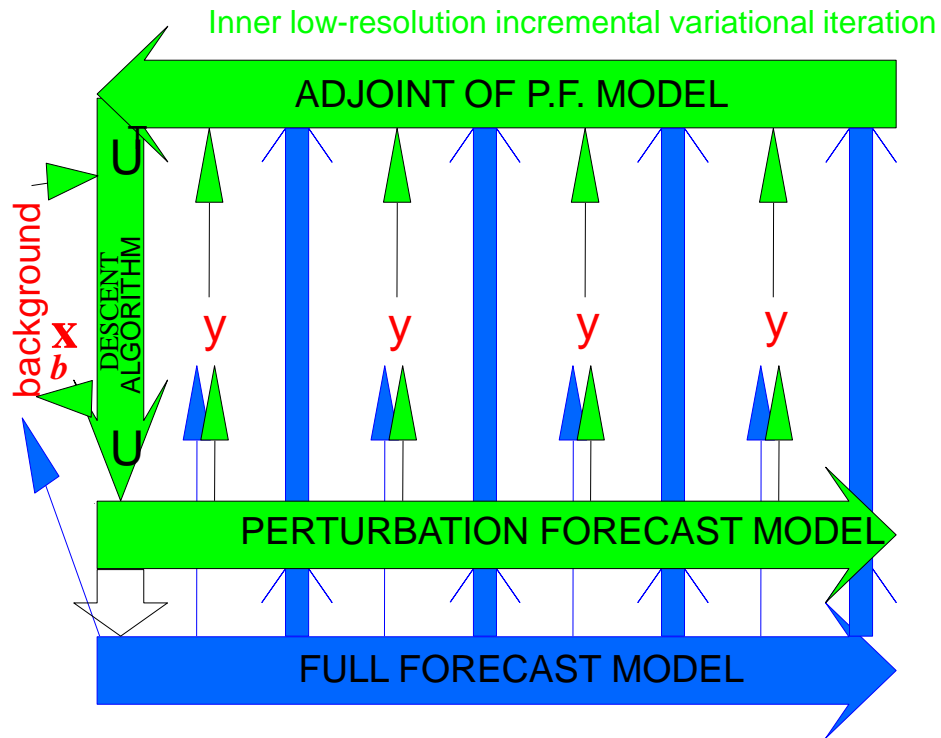 Inner low-resolution incremental variational iteration
ADJOINT OF P.F. MODEL
U T
background
x b
DESCENT
ALGORITHM
y y y y
U
PERTURBATION FORECAST MODEL
FULL FORECAST MODEL